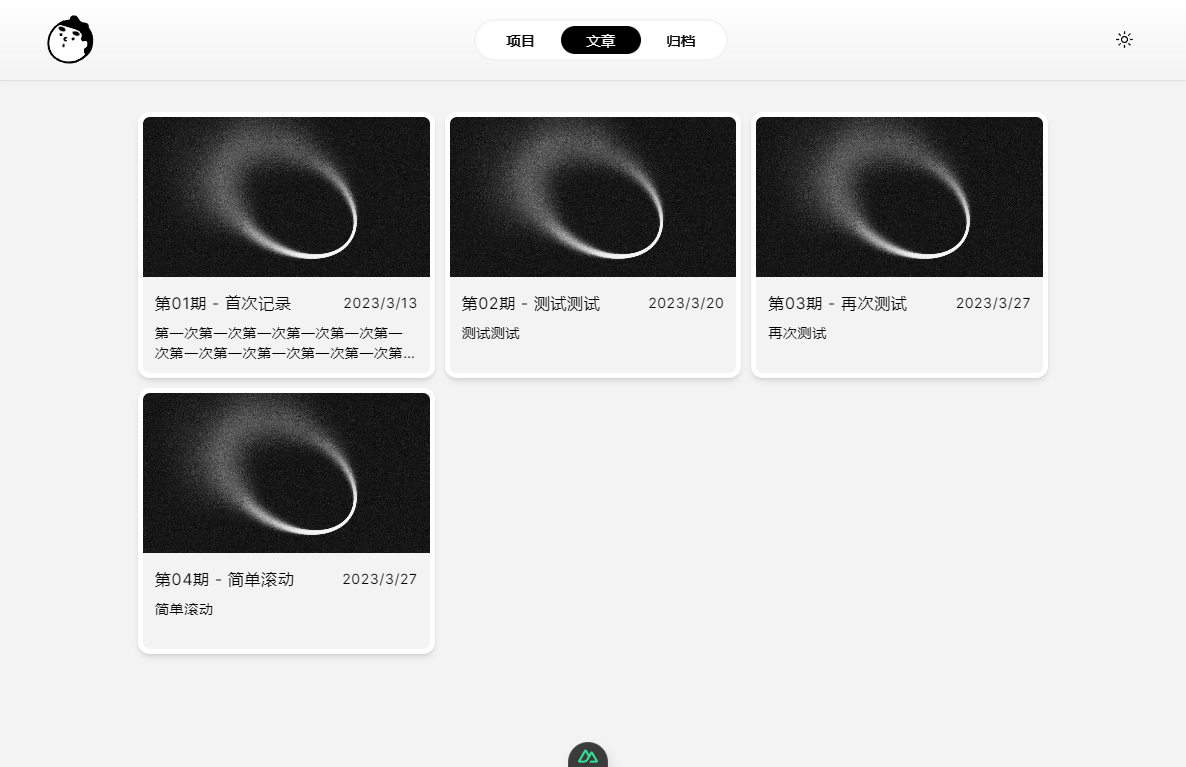 项目 文章 归档
第01期 - 首次记录 2023/3/13
第一次第一次第一次第一次第一次第一
次第一次第一次第一次第一次第一次第...
第02期 - 测试测试 2023/3/20
测试测试
第03期 - 再次测试 2023/3/27
再次测试
第04期 - 简单滚动 2023/3/27
简单滚动